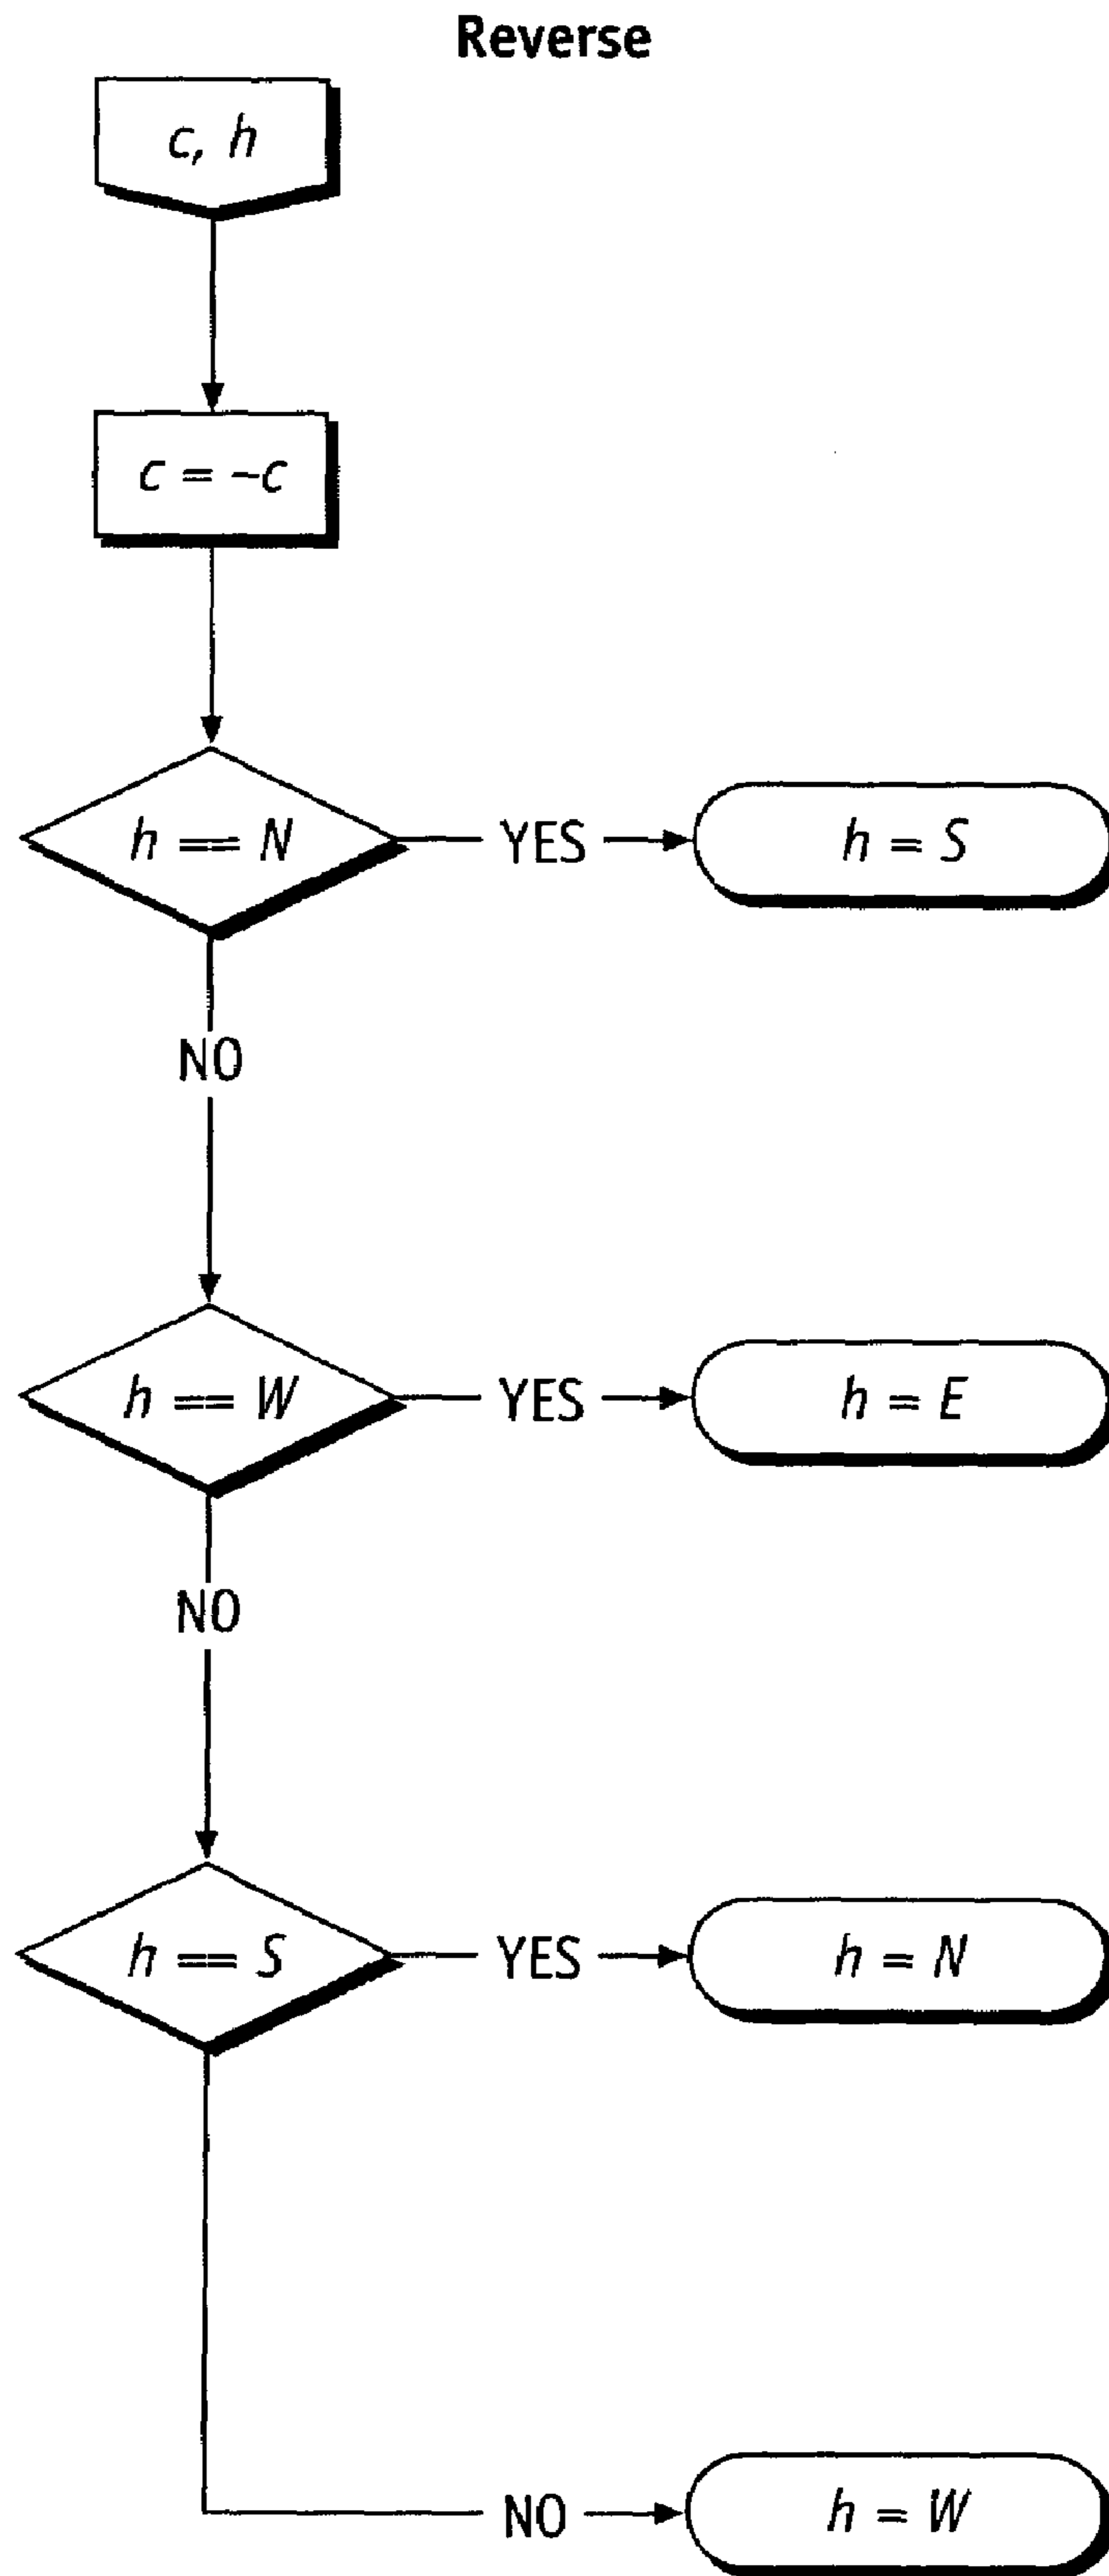 Reverse
c, h
c = -c
h == N
YES
h = S
NO
h == W
YES
h = E
NO
h == S
YES
h = N
NO
h = W